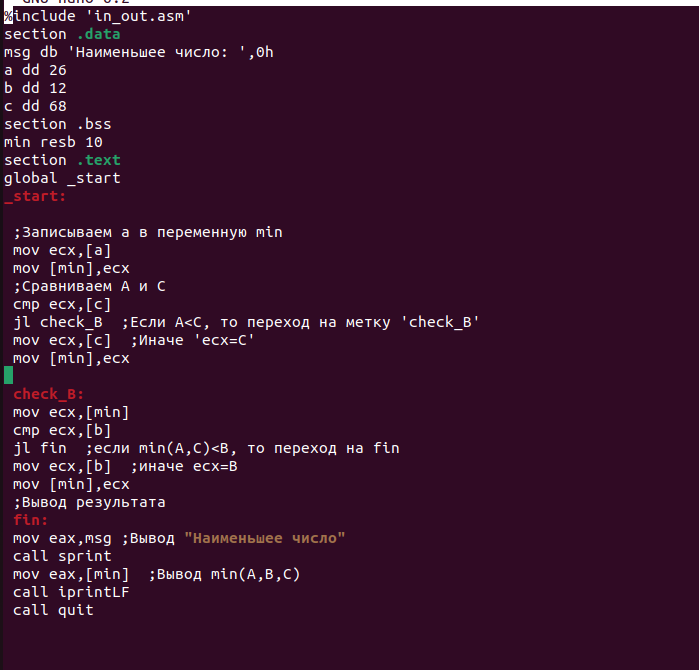 %include 'in_out.asm'
section .data
msg db 'Наименьшее число: ',0h
a dd 26
b dd 12
c dd 68
section .bss
min resb 10
section .text
global _start
_start:
;Записываем a в переменную min
mov ecx,[a]
mov [min],ecx
;Сравниваем A и C
cmp ecx,[c]
jl check_B  ;Если A<C, то переход на метку 'check_B'
mov ecx,[c]  ;Иначе 'ecx=C'
mov [min],ecx
check_B:
mov ecx,[min]
cmp ecx,[b]
jl fin  ;если min(A,C)<B, то переход на fin
mov ecx,[b]  ;иначе ecx=B
mov [min],ecx
;Вывод результата
fin:
mov eax,msg ;Вывод "Наименьшее число"
call sprint
mov eax,[min]  ;Вывод min(A,B,C)
call iprintLF
call quit